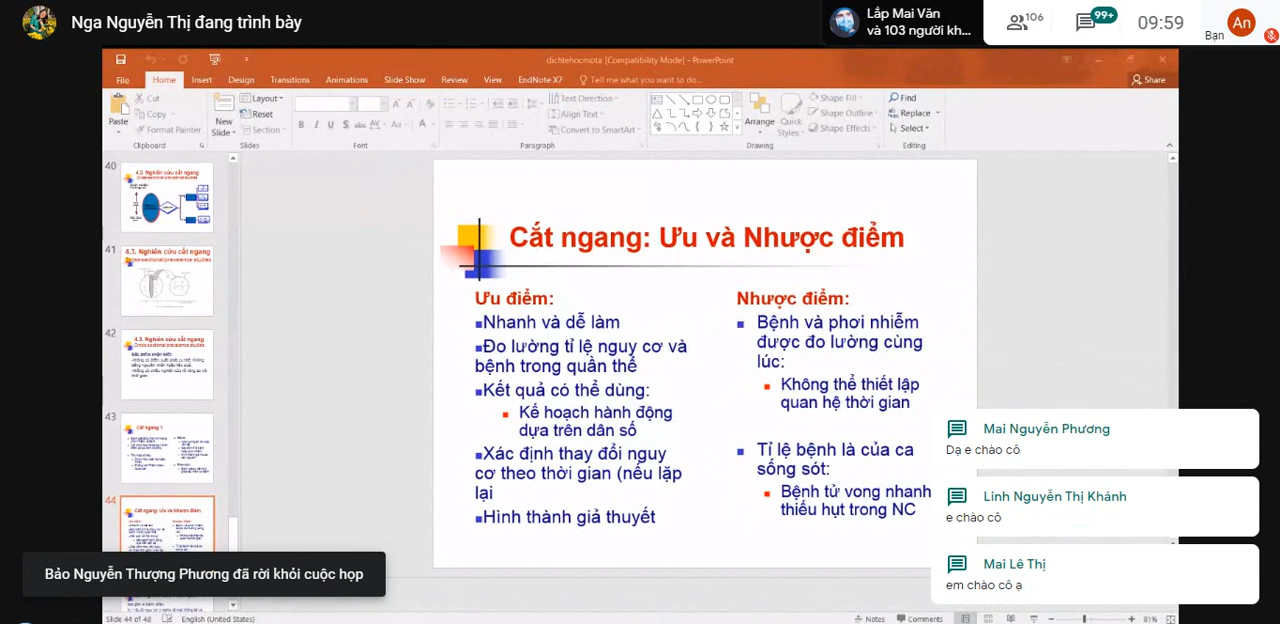 Nga Nguyễn Thị đang trình bày
Lắp Mai Văn
và 103 người kh...
106
99+
09:59
Bạn
An
dichtehocmota [Compatibility Mode] - PowerPoint
File
Home
Insert
Design
Transitions
Animations
Slide Show
Review
View
EndNote X7
Tell me what you want to do...
Share
Paste
Cut
Copy
Format Painter
Clipboard
New
Slide
Layout
Reset
Section
Slides
Font
Text Direction
Align Text
Convert to SmartArt
Paragraph
Arrange
Quick
Styles
Shape Fill
Shape Outline
Shape Effects
Drawing
Find
Replace
Select
Editing
40
4.3. Nghiên cứu cắt ngang
41
4.3. Nghiên cứu cắt ngang
42
4.3. Nghiên cứu cắt ngang
43
Cắt ngang ?
44
Cắt ngang: Ưu và Nhược điểm
Cắt ngang: Ưu và Nhược điểm
Ưu điểm:
Nhanh và dễ làm
Đo lường tỉ lệ nguy cơ và
bệnh trong quần thể
Kết quả có thể dùng:
Kế hoạch hành động
dựa trên dân số
Xác định thay đổi nguy
cơ theo thời gian (nếu lặp
lại
Hình thành giả thuyết
Nhược điểm:
Bệnh và phơi nhiễm
được đo lường cùng
lúc:
Không thể thiết lập
quan hệ thời gian
Tỉ lệ bệnh là của ca
sống sót:
Bệnh tử vong nhanh
thiếu hụt trong NC
Mai Nguyễn Phương
Dạ e chào cô
Linh Nguyễn Thị Khánh
e chào cô
Mai Lê Thị
em chào cô ạ
Bảo Nguyễn Thượng Phương đã rời khỏi cuộc họp
Slide 44 of 48
English (United States)
Notes
Comments
81%